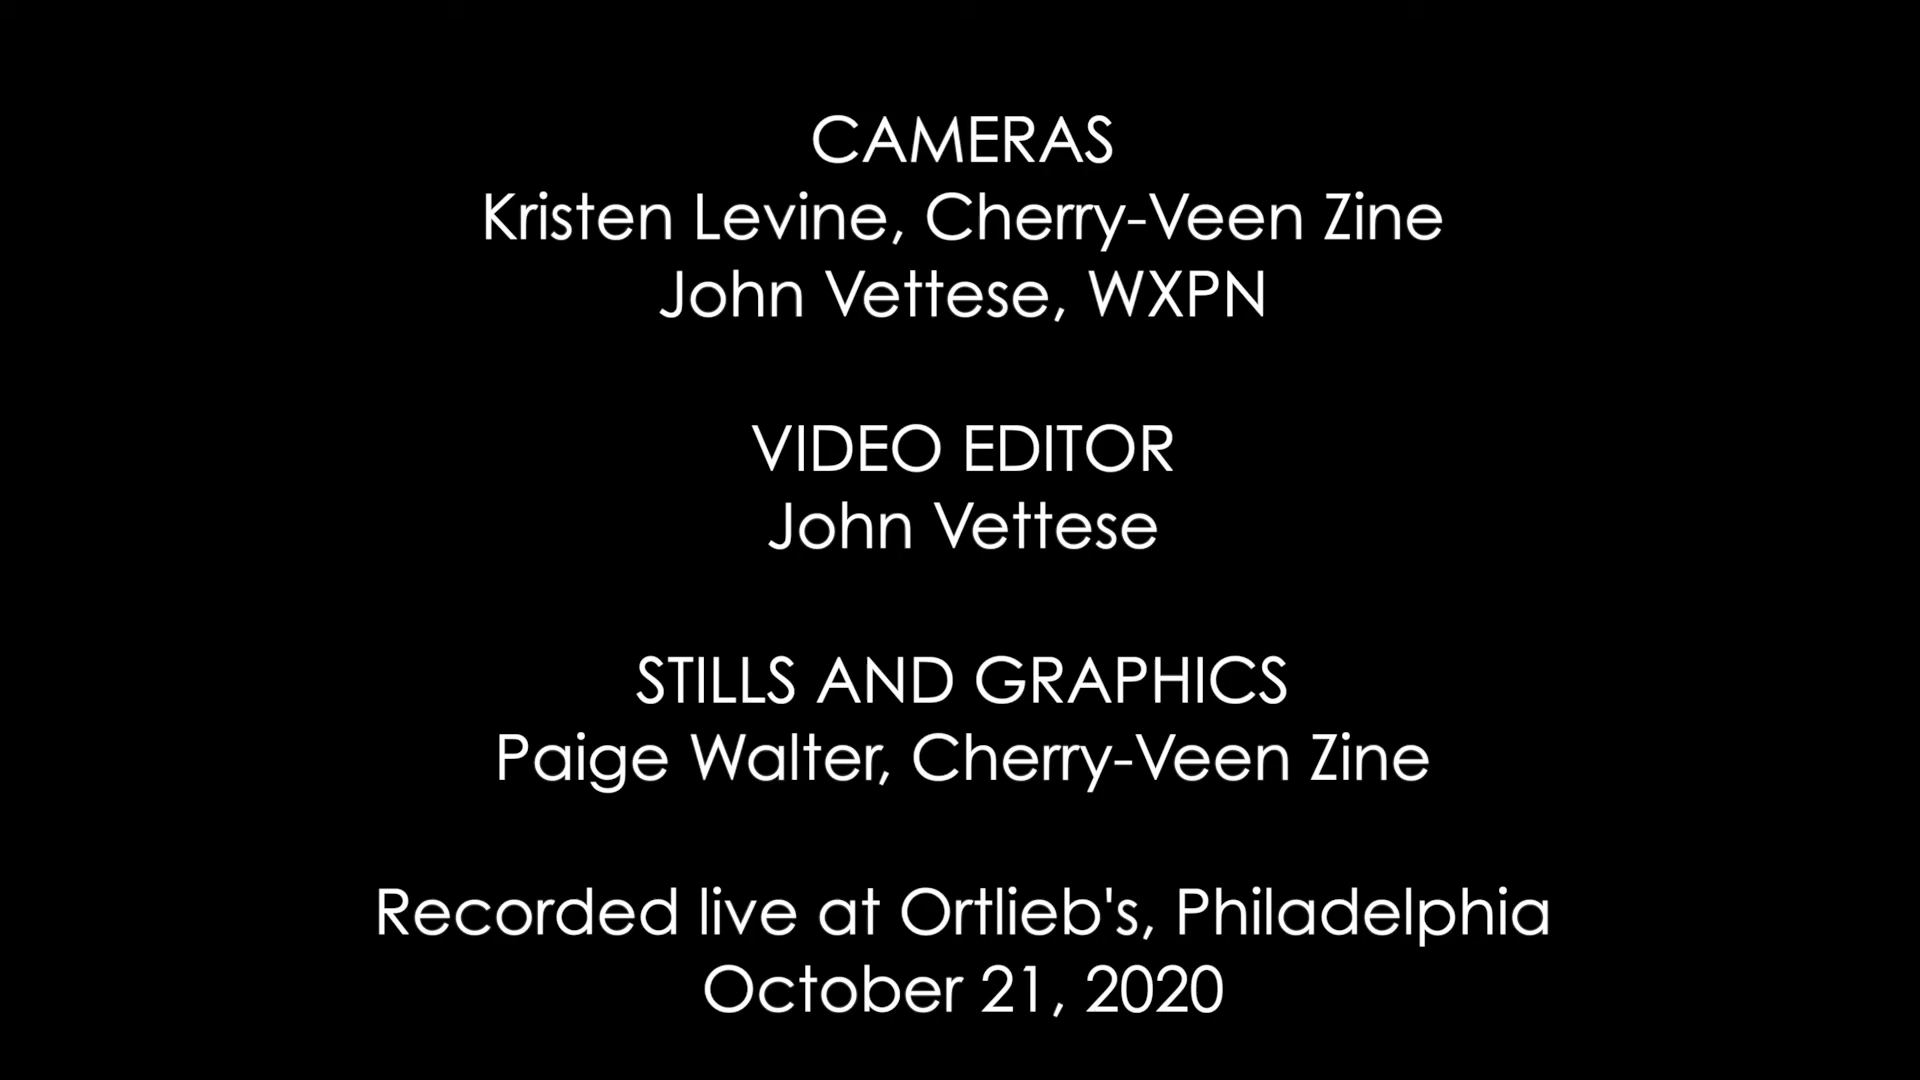 CAMERAS
Kristen Levine, Cherry-Veen Zine
John Vettese, WXPN
VIDEO EDITOR
John Vettese
STILLS AND GRAPHICS
Paige Walter, Cherry-Veen Zine
Recorded live at Ortlieb's, Philadelphia
October 21, 2020